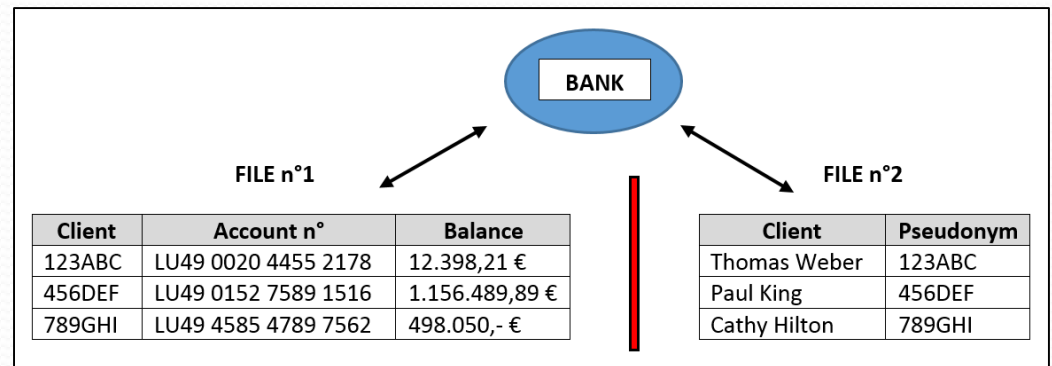 BANK
FILE n°1
FILE n°2
Client Account n° Balance
123ABC LU49 0020 4455 2178 12.398,21 €
456DEF LU49 0152 7589 1516 1.156.489,89 €
789GHI LU49 4585 4789 7562 498.050,- €
Client Pseudonym
Thomas Weber 123ABC
Paul King 456DEF
Cathy Hilton 789GHI